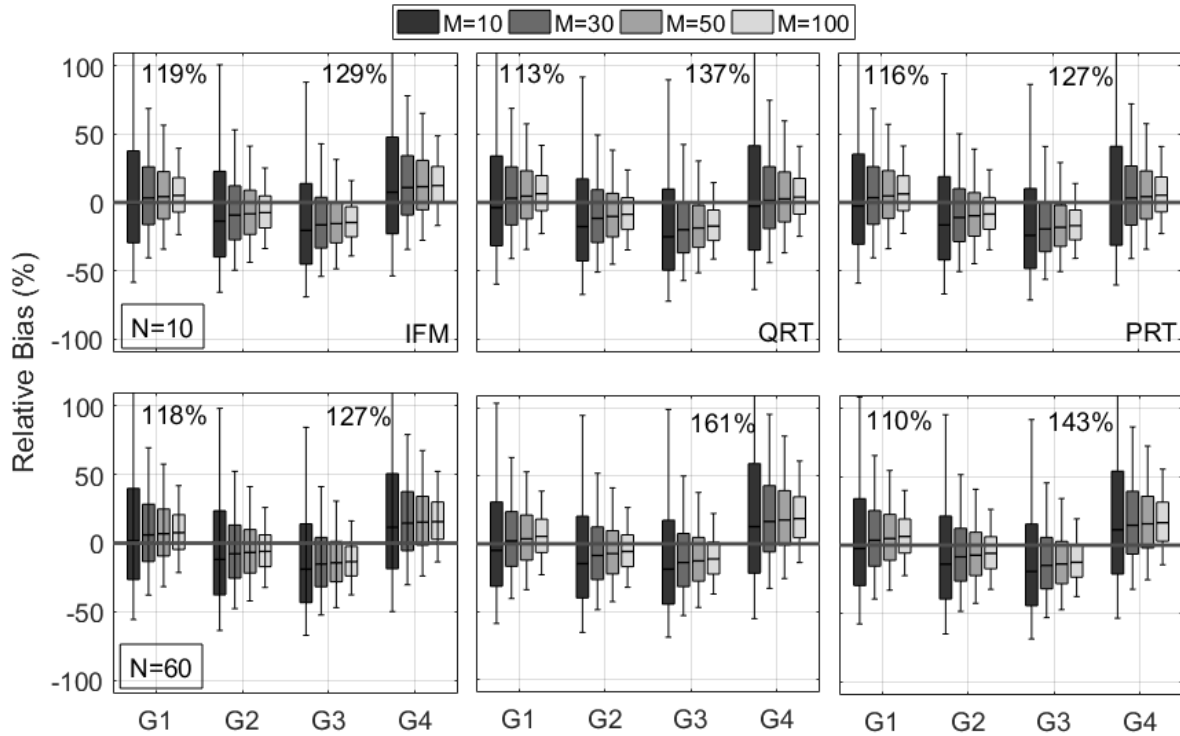 M=10 M=30 M=50 M=100
Relative Bias (%)
100
50
0
-50
-100
119% 129%
N=10
IFM
113% 137%
QRT
116% 127%
PRT
100
50
0
-50
-100
118% 127%
N=60
161%
110% 143%
G1 G2 G3 G4
G1 G2 G3 G4
G1 G2 G3 G4